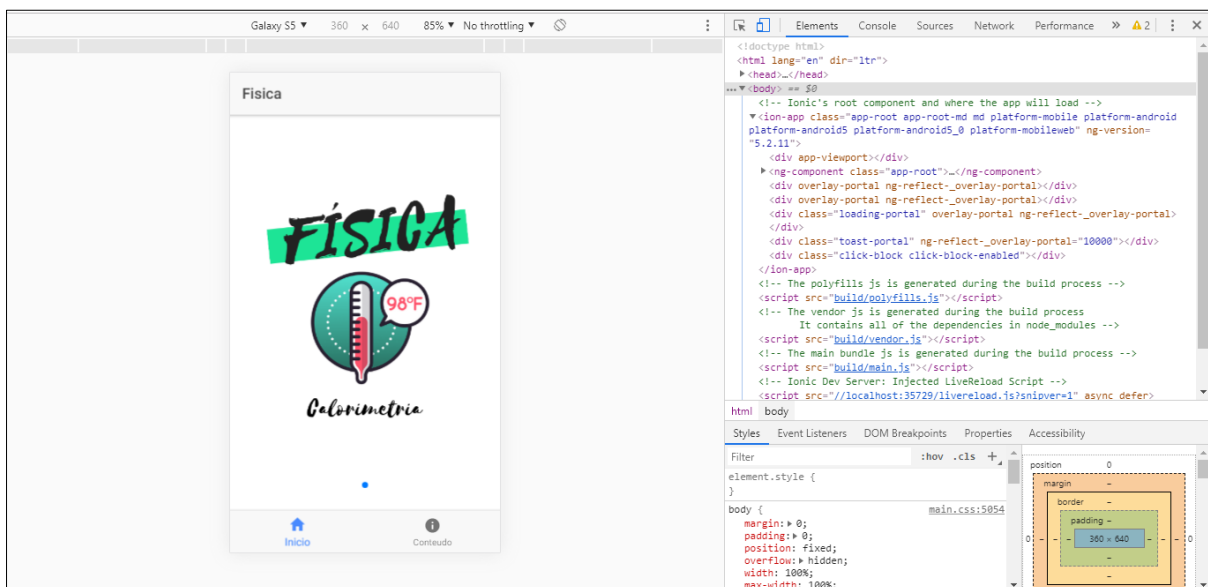 Galaxy S5 ▼ 360 × 640 85% ▼ No throttling ▼
Fisica
FÍSICA
98°F
Calorimetria
Inicio
Conteudo
Elements Console Sources Network Performance » 2
<!doctype html>
<html lang="en" dir="ltr">
<head>…</head>
<body> == $0
<!-- Ionic's root component and where the app will load -->
<ion-app class="app-root app-root-md md platform-mobile platform-android
platform-android5 platform-android5_0 platform-mobileweb" ng-version=
"5.2.11">
<div app-viewport></div>
<ng-component class="app-root">…</ng-component>
<div overlay-portal ng-reflect-_overlay-portal></div>
<div overlay-portal ng-reflect-_overlay-portal></div>
<div class="loading-portal" overlay-portal ng-reflect-_overlay-portal>
</div>
<div class="toast-portal" ng-reflect-_overlay-portal="10000"></div>
<div class="click-block click-block-enabled"></div>
</ion-app>
<!-- The polyfills js is generated during the build process -->
<script src="build/polyfills.js"></script>
<!-- The vendor js is generated during the build process
It contains all of the dependencies in node_modules -->
<script src="build/vendor.js"></script>
<!-- The main bundle js is generated during the build process -->
<script src="build/main.js"></script>
<!-- Ionic Dev Server: Injected LiveReload Script -->
<script src="//localhost:35729/livereload.js?snipver=1" async defer>
html body
Styles Event Listeners DOM Breakpoints Properties Accessibility
Filter :hov .cls +
element.style {
}
body { main.css:5054
margin: 0;
padding: 0;
position: fixed;
overflow: hidden;
width: 100%;
max-width: 100%;
position 0
margin -
border -
padding -
0 - - - 360 × 640 - - - 0
-
-